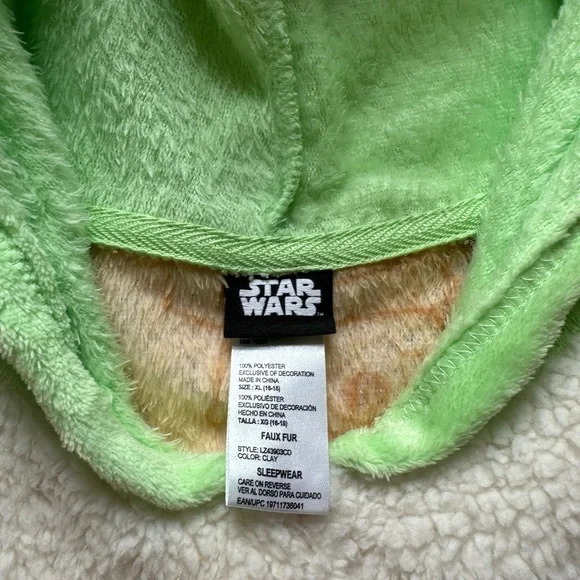 STAR
WARS
100% POLYESTER
EXCLUSIVE OF DECORATION
MADE IN CHINA
SIZE : XL (16-18)
100% POLIÉSTER
EXCLUSIVO DE DECORACIÓN
HECHO EN CHINA
TALLA : XG (16-18)
FAUX FUR
STYLE: LZ43903CD
COLOR: CLAY
SLEEPWEAR
CARE ON REVERSE
VER AL DORSO PARA CUIDADO
EAN/UPC 19711736041